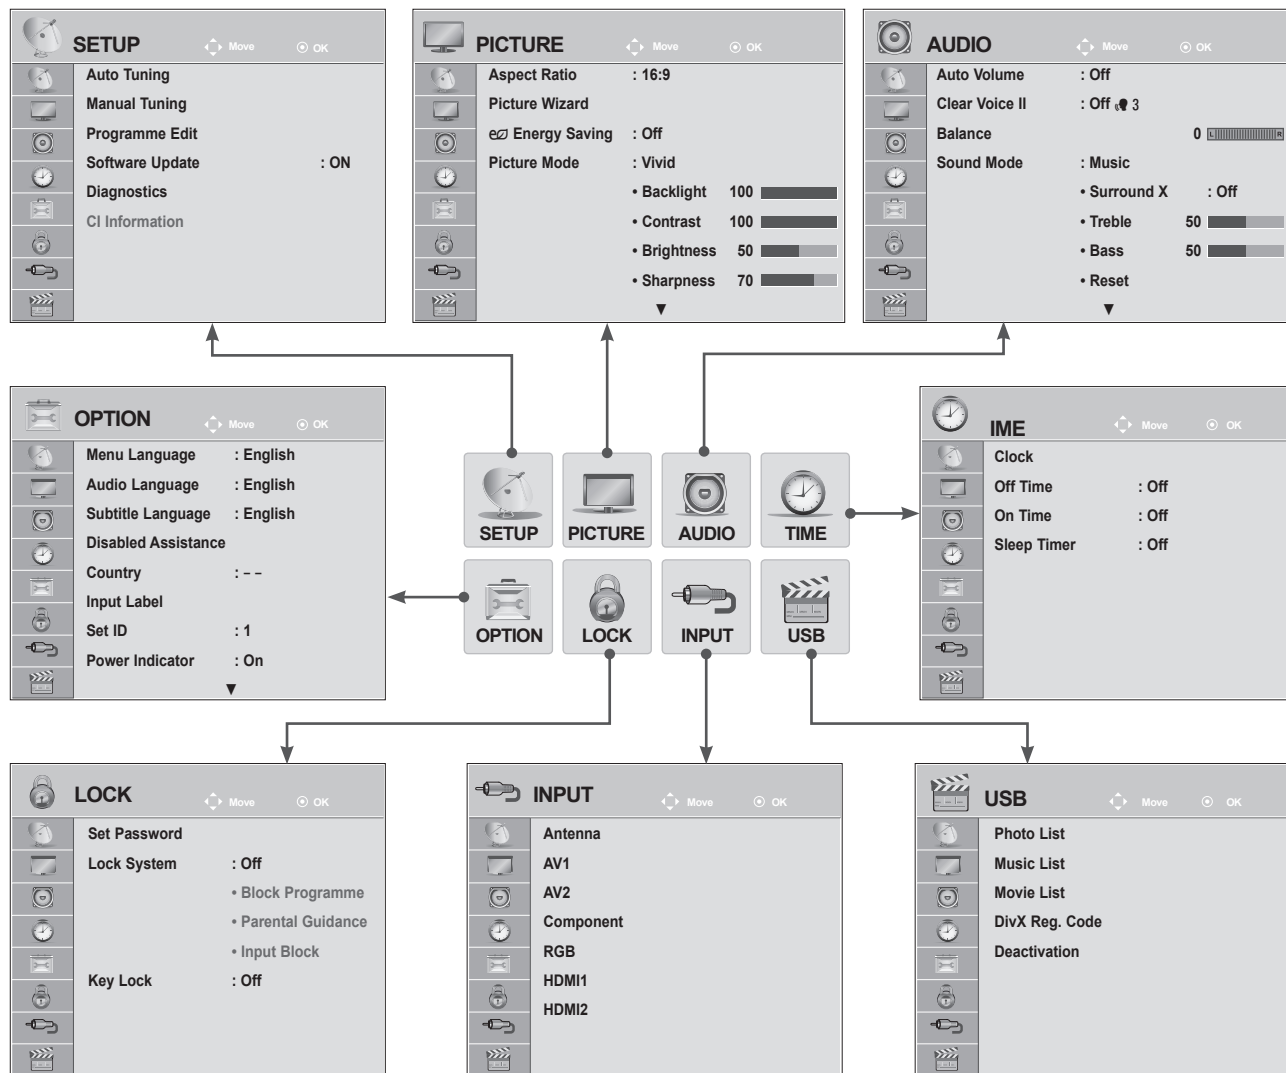 SETUP Move OK
Auto Tuning
Manual Tuning
Programme Edit
Software Update : ON
Diagnostics
CI Information
PICTURE Move OK
Aspect Ratio : 16:9
Picture Wizard
e Energy Saving : Off
Picture Mode : Vivid
• Backlight 100
• Contrast 100
• Brightness 50
• Sharpness 70
▼
AUDIO Move OK
Auto Volume : Off
Clear Voice II : Off 3
Balance 0 L R
Sound Mode : Music
• Surround X : Off
• Treble 50
• Bass 50
• Reset
▼
OPTION Move OK
Menu Language : English
Audio Language : English
Subtitle Language : English
Disabled Assistance
Country : – –
Input Label
Set ID : 1
Power Indicator : On
▼
SETUP PICTURE AUDIO TIME
OPTION LOCK INPUT USB
IME Move OK
Clock
Off Time : Off
On Time : Off
Sleep Timer : Off
LOCK Move OK
Set Password
Lock System : Off
• Block Programme
• Parental Guidance
• Input Block
Key Lock : Off
INPUT Move OK
Antenna
AV1
AV2
Component
RGB
HDMI1
HDMI2
USB Move OK
Photo List
Music List
Movie List
DivX Reg. Code
Deactivation